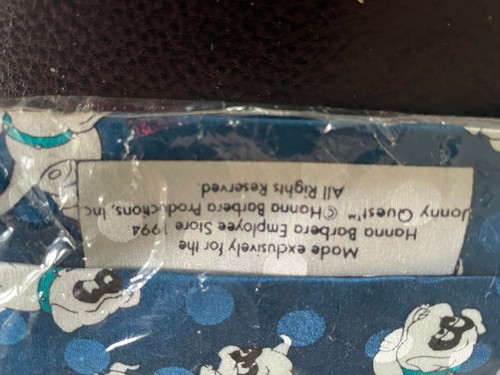 Made exclusively for the
Hanna Barbera Employee Store 1994
Jonny Quest™ ©Hanna Barbera Productions, Inc
All Rights Reserved.